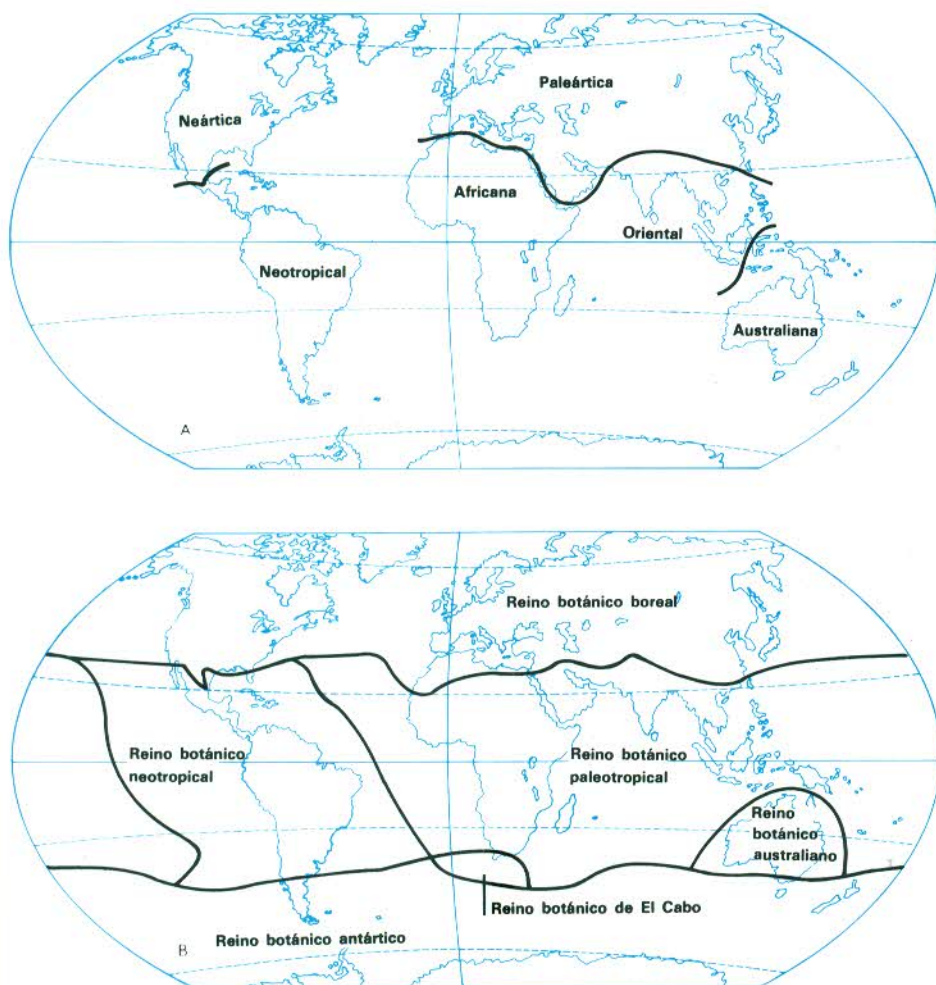 Paleártica
Neártica
Africana
Oriental
Neotropical
Australiana
A
Reino botánico boreal
Reino botánico
neotropical
Reino botánico
paleotropical
Reino
botánico
australiano
Reino botánico de El Cabo
Reino botánico antártico
B